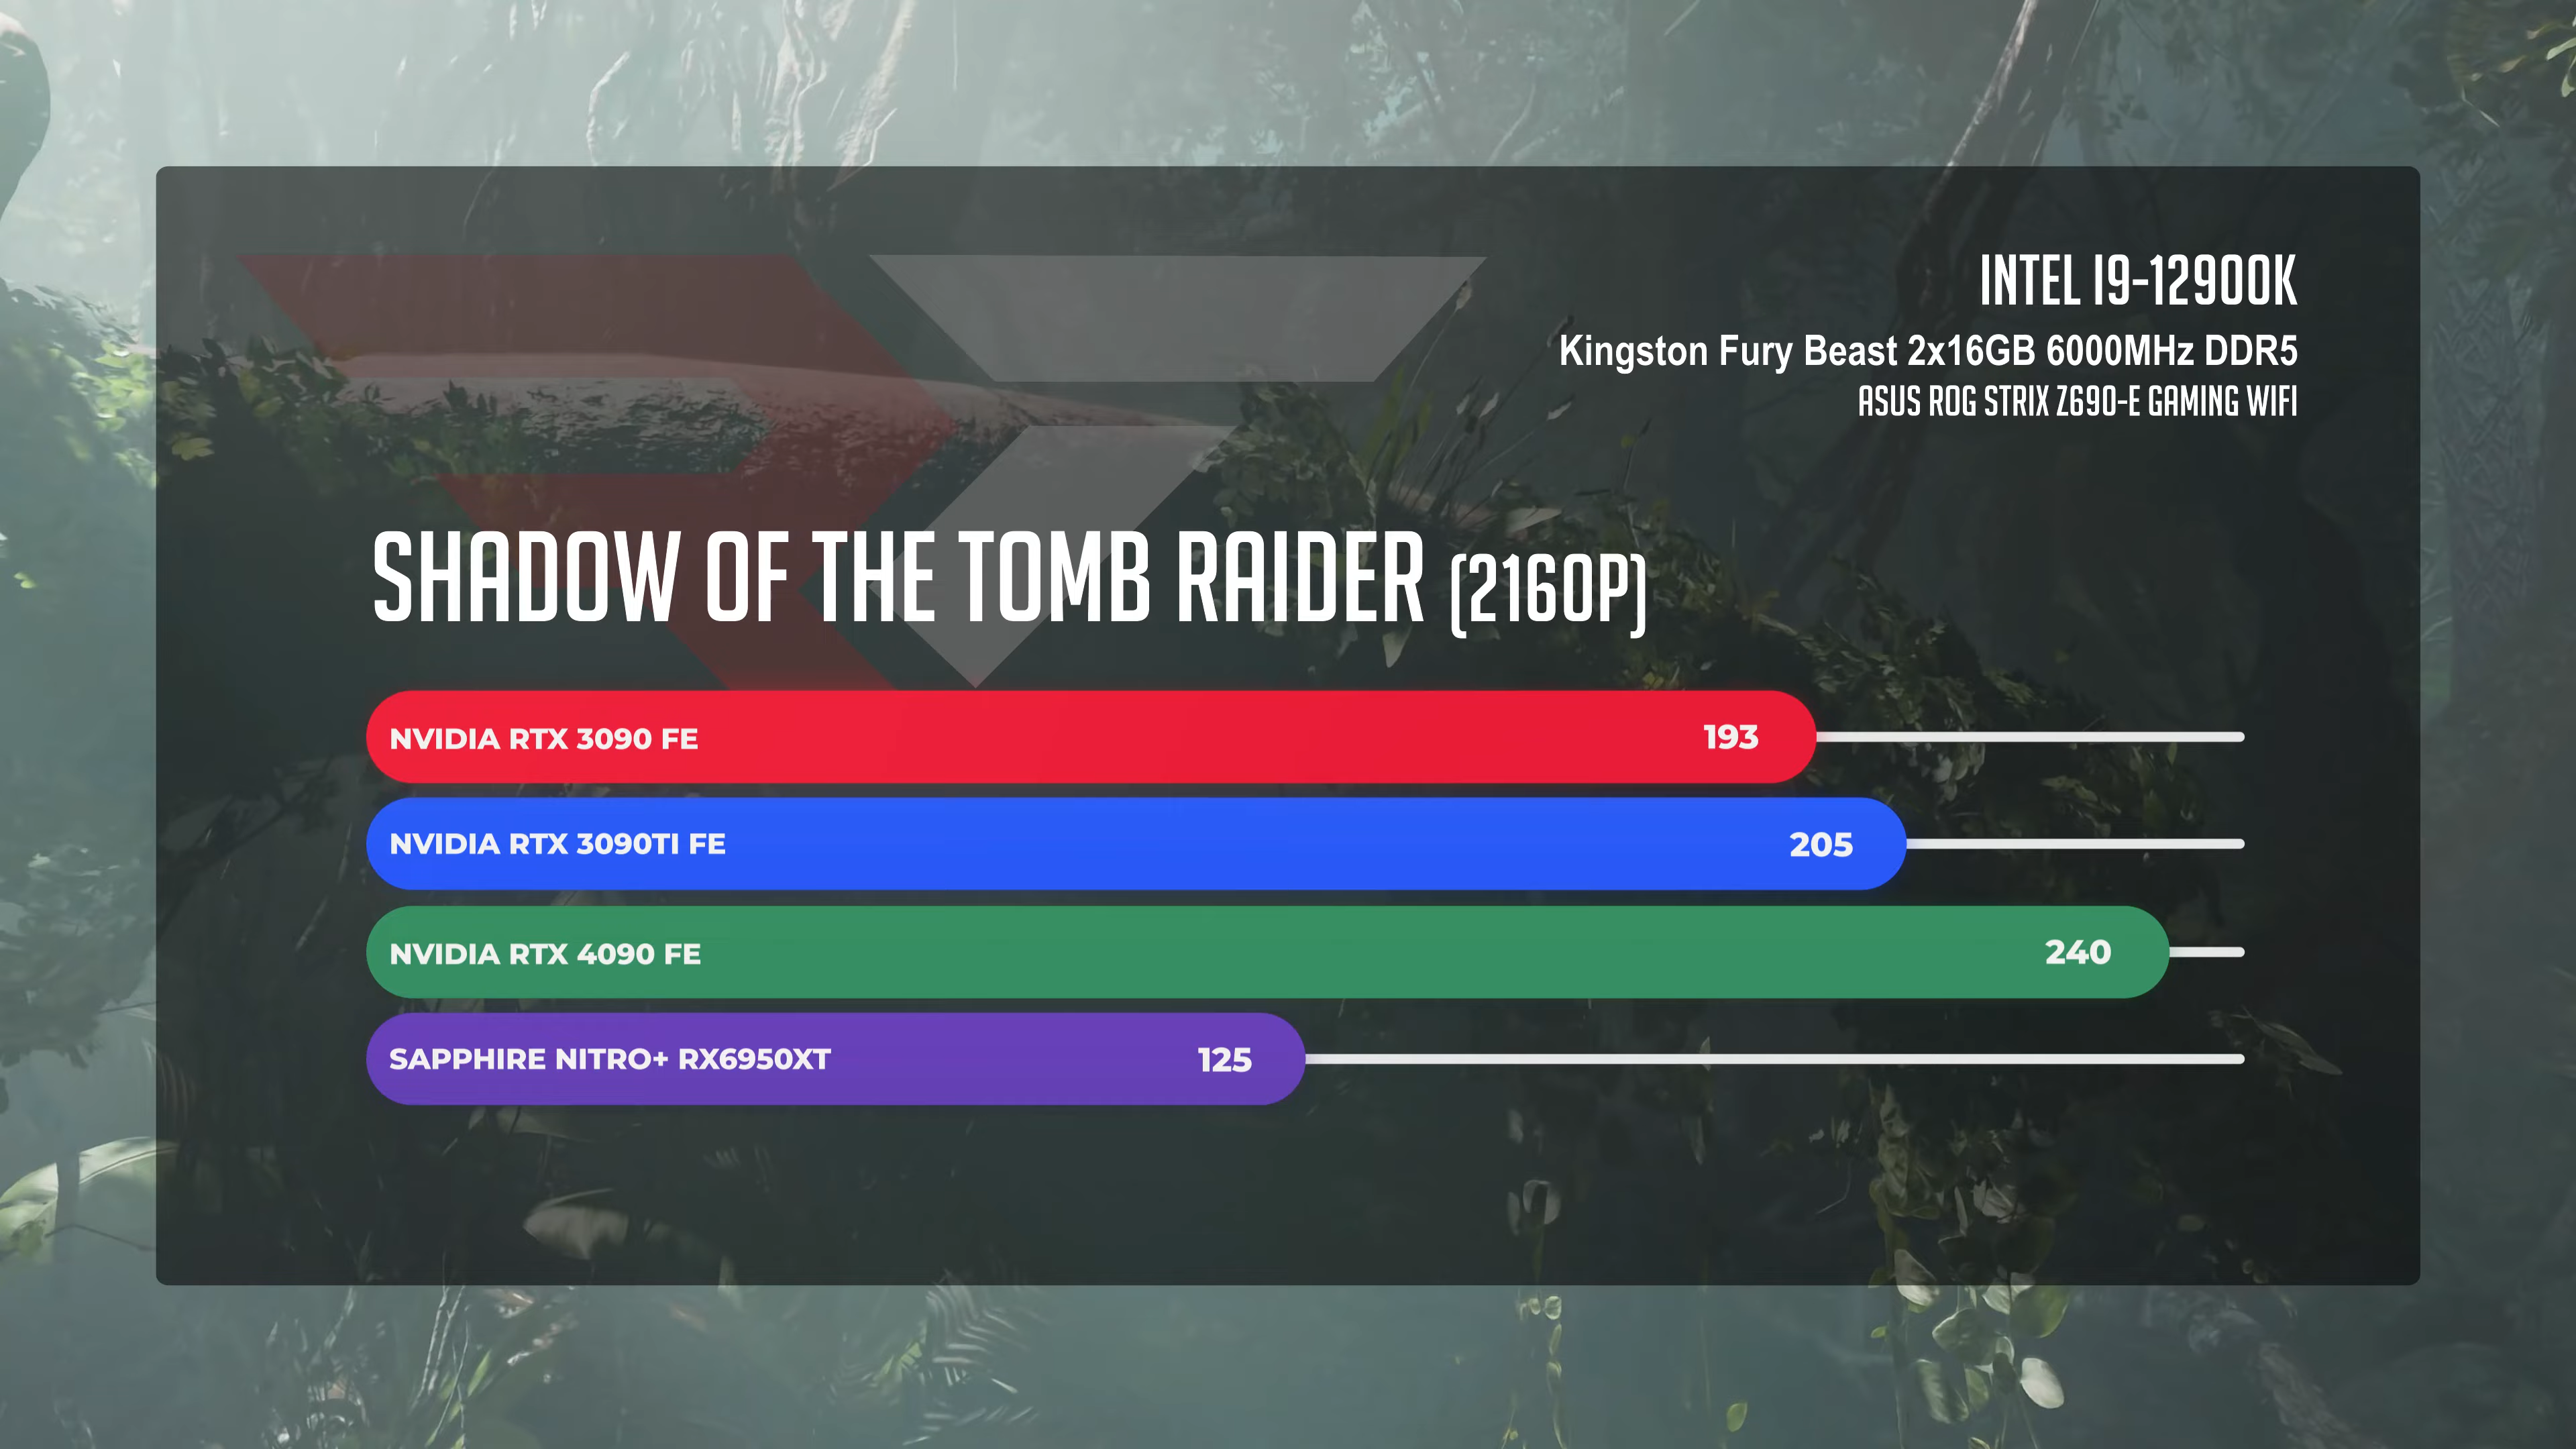 INTEL I9-12900K
Kingston Fury Beast 2x16GB 6000MHz DDR5
ASUS ROG STRIX Z690-E GAMING WIFI
SHADOW OF THE TOMB RAIDER (2160P)
NVIDIA RTX 3090 FE 193
NVIDIA RTX 3090TI FE 205
NVIDIA RTX 4090 FE 240
SAPPHIRE NITRO+ RX6950XT 125